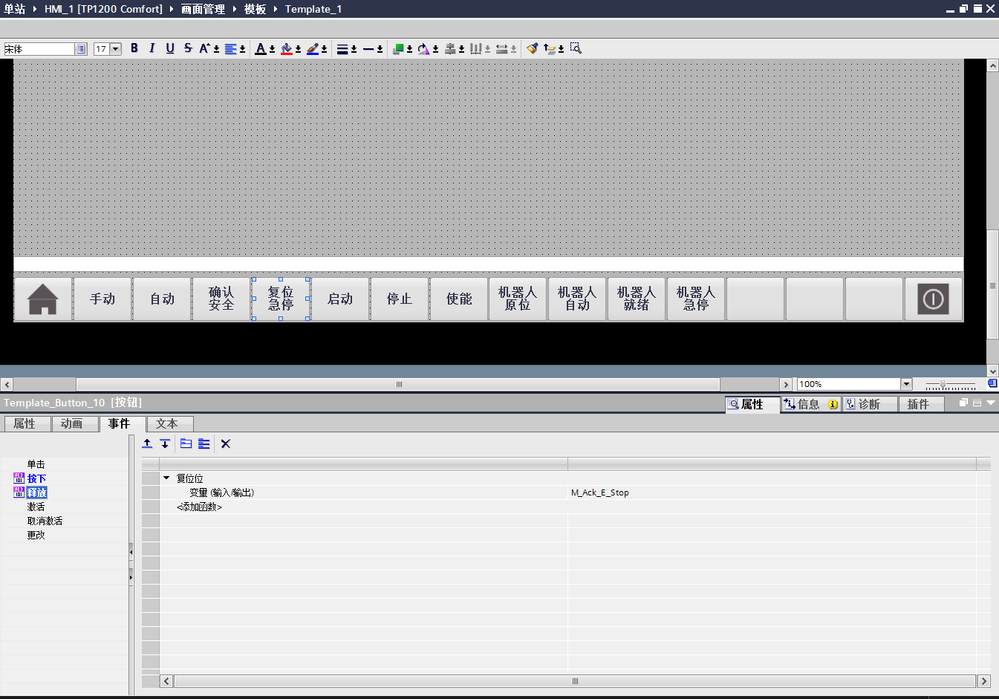 单站 HMI_1 [TP1200 Comfort] 画面管理 模板 Template_1
宋体 17 B I U S A A
手动 自动 确认 安全 复位 急停 启动 停止 使能 机器人 原位 机器人 自动 机器人 就绪 机器人 急停
100%
Template_Button_10 [按钮] 属性 信息 诊断 插件
属性 动画 事件 文本
单击
按下
释放
激活
取消激活
更改
复位位
变量 (输入/输出) M_Ack_E_Stop
<添加函数>